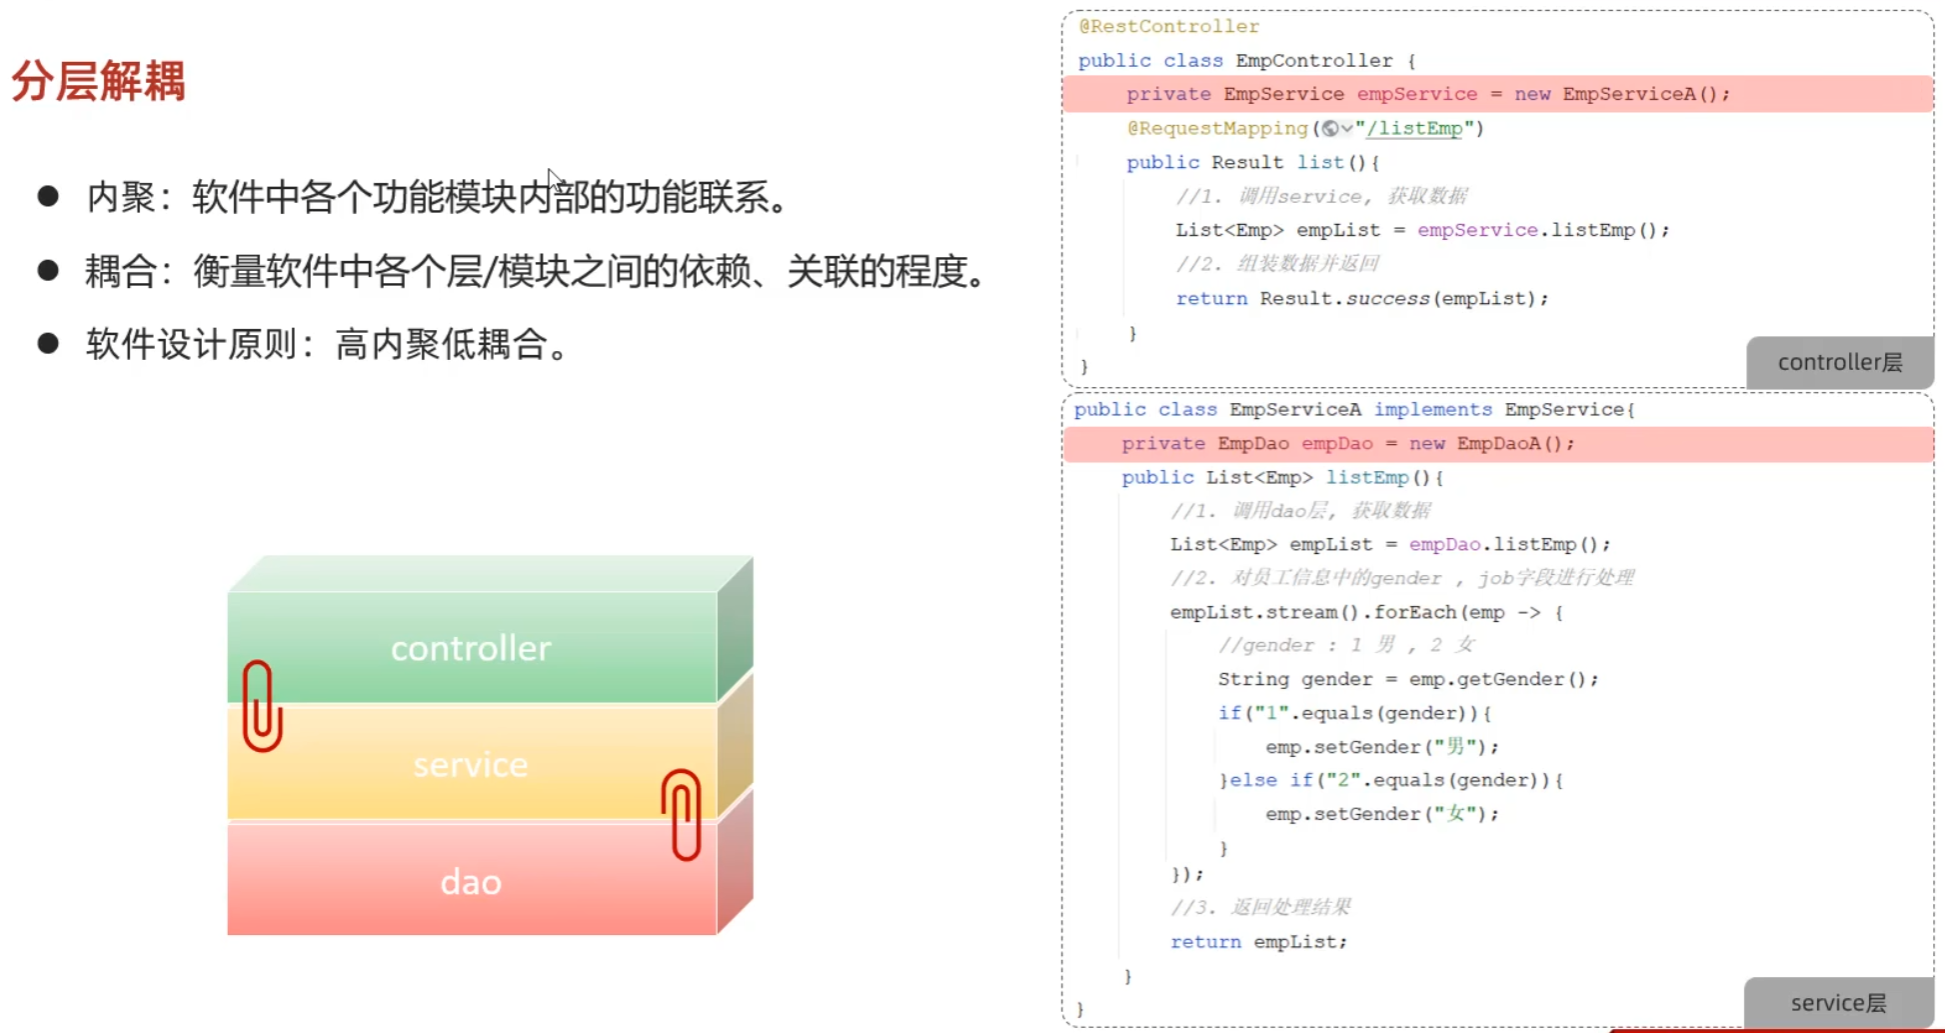 分层解耦
● 内聚：软件中各个功能模块内部的功能联系。
● 耦合：衡量软件中各个层/模块之间的依赖、关联的程度。
● 软件设计原则：高内聚低耦合。
controller
service
dao
@RestController
public class EmpController {
private EmpService empService = new EmpServiceA();
@RequestMapping("/listEmp")
public Result list(){
//1. 调用service, 获取数据
List<Emp> empList = empService.listEmp();
//2. 组装数据并返回
return Result.success(empList);
}
}
controller层
public class EmpServiceA implements EmpService{
private EmpDao empDao = new EmpDaoA();
public List<Emp> listEmp(){
//1. 调用dao层, 获取数据
List<Emp> empList = empDao.listEmp();
//2. 对员工信息中的gender , job字段进行处理
empList.stream().forEach(emp -> {
//gender : 1 男 , 2 女
String gender = emp.getGender();
if("1".equals(gender)){
emp.setGender("男");
}else if("2".equals(gender)){
emp.setGender("女");
}
});
//3. 返回处理结果
return empList;
}
}
service层